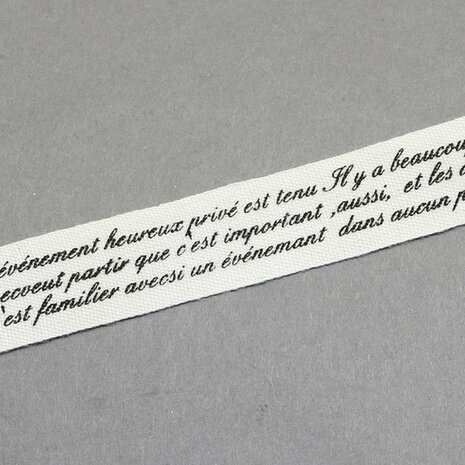 événement heureux privé est tenu Il y a beaucou
ecveut partir que c'est important ,aussi, et les
'est familier avecsi un événemant dans aucun